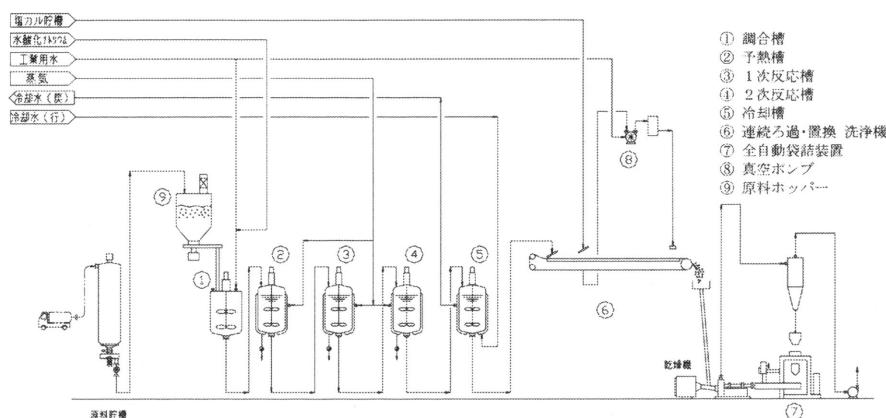 塩カル貯槽
水酸化ナトリウム
工業用水
蒸気
冷却水(戻)
冷却水(行)
① 調合槽
② 予熱槽
③ 1次反応槽
④ 2次反応槽
⑤ 冷却槽
⑥ 連続ろ過・置換 洗浄機
⑦ 全自動袋詰装置
⑧ 真空ポンプ
⑨ 原料ホッパー
⑧
⑨
②
③
④
⑤
①
⑥
乾燥機
⑦
原料貯槽